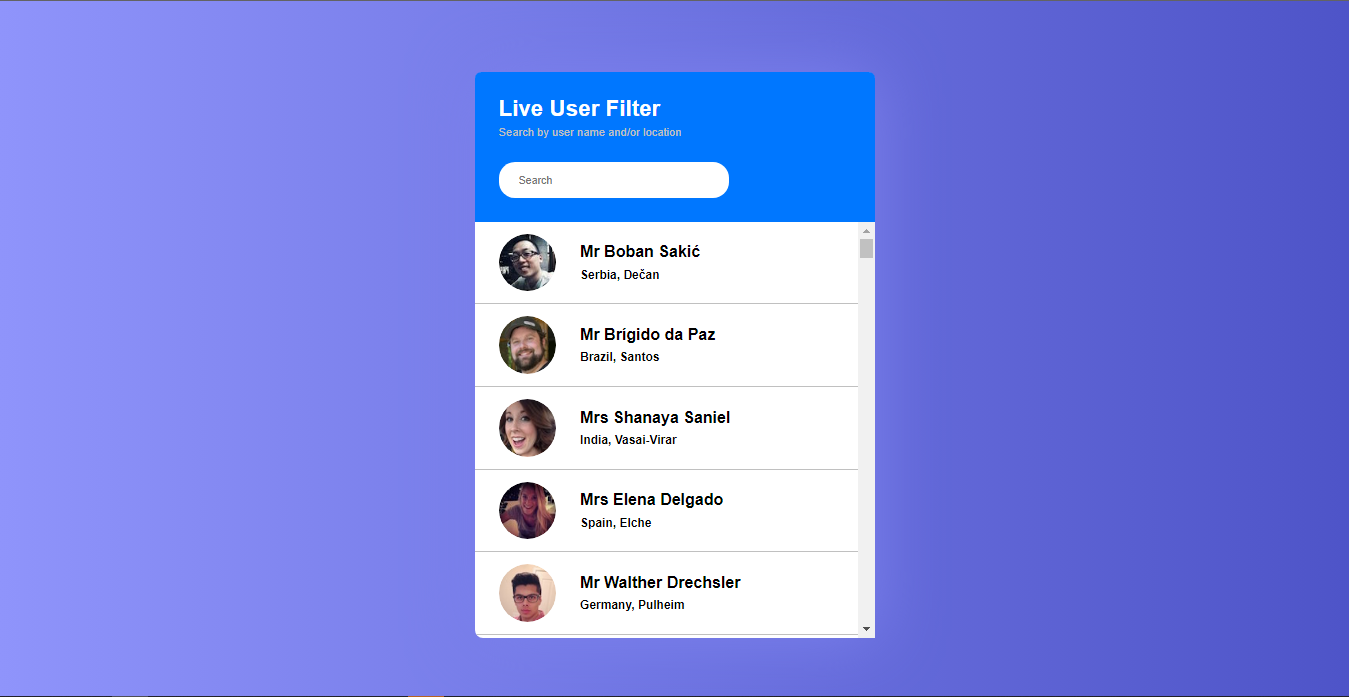 Live User Filter
Search by user name and/or location
Search
Mr Boban Sakić
Serbia, Dečan
Mr Brígido da Paz
Brazil, Santos
Mrs Shanaya Saniel
India, Vasai-Virar
Mrs Elena Delgado
Spain, Elche
Mr Walther Drechsler
Germany, Pulheim